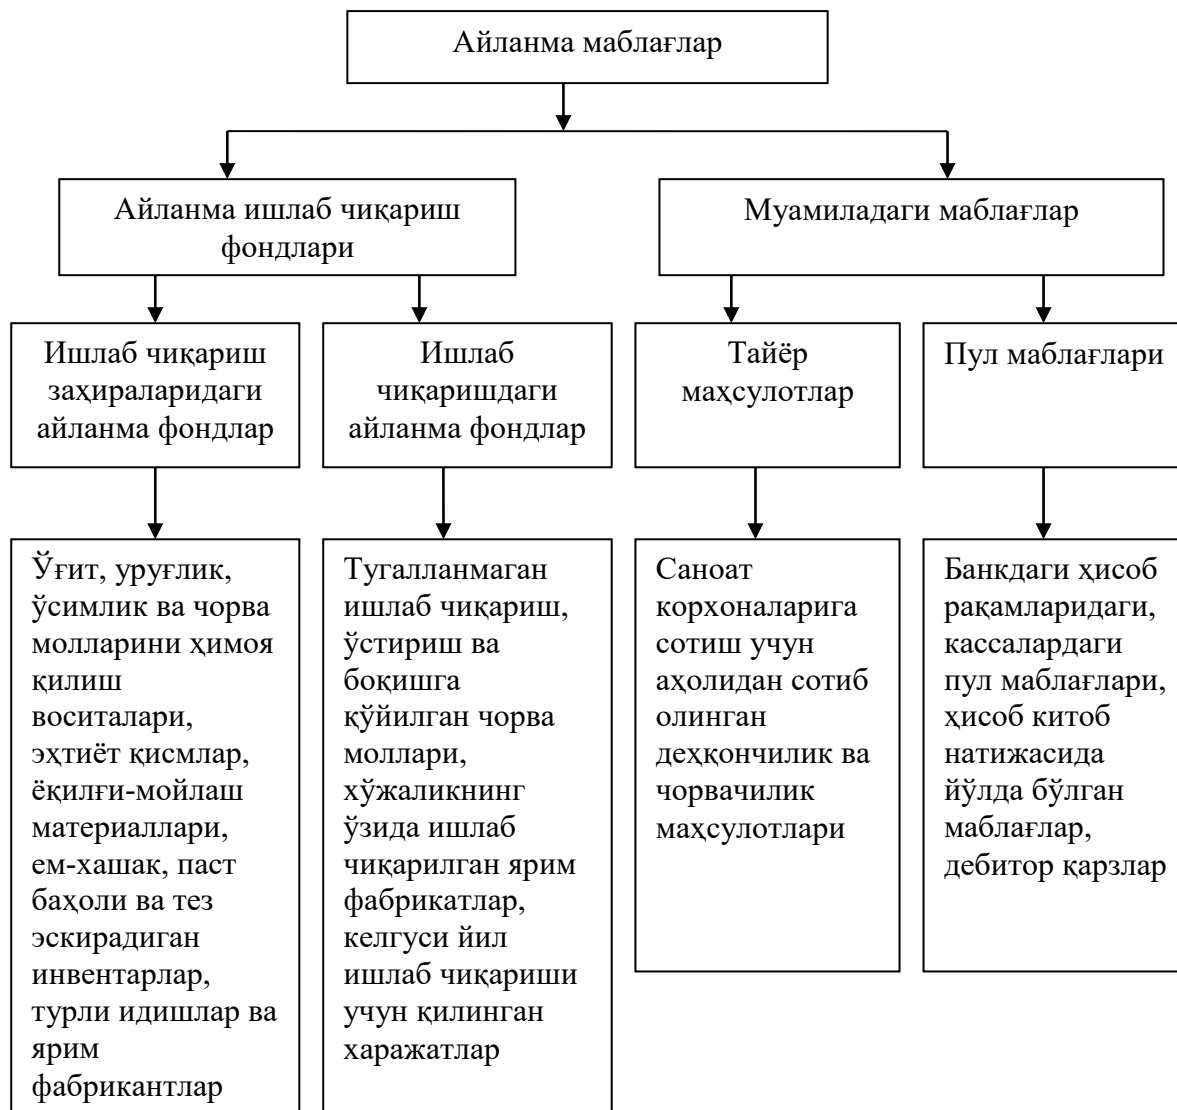 Айланма маблағлар
Айланма ишлаб чиқариш
фондлари
Муамиладаги маблағлар
Ишлаб чиқариш
заҳираларидаги
айланма фондлар
Ишлаб
чиқаришдаги
айланма фондлар
Тайёр
маҳсулотлар
Пул маблағлари
Ўғит, уруғлик,
ўсимлик ва чорва
молларини ҳимоя
қилиш
воситалари,
эҳтиёт қисмлар,
ёқилғи-мойлаш
материаллари,
ем-хашак, паст
баҳоли ва тез
эскирадиган
инвентарлар,
турли идишлар ва
ярим
фабрикантлар
Тугалланмаган
ишлаб чиқариш,
ўстириш ва
боқишга
қўйилган чорва
моллари,
хўжаликнинг
ўзида ишлаб
чиқарилган ярим
фабрикатлар,
келгуси йил
ишлаб чиқариши
учун қилинган
харажатлар
Саноат
корхоналарига
сотиш учун
аҳолидан сотиб
олинган
деҳқончилик ва
чорвачилик
маҳсулотлари
Банкдаги ҳисоб
рақамларидаги,
кассалардаги
пул маблағлари,
ҳисоб китоб
натижасида
йўлда бўлган
маблағлар,
дебитор қарзлар